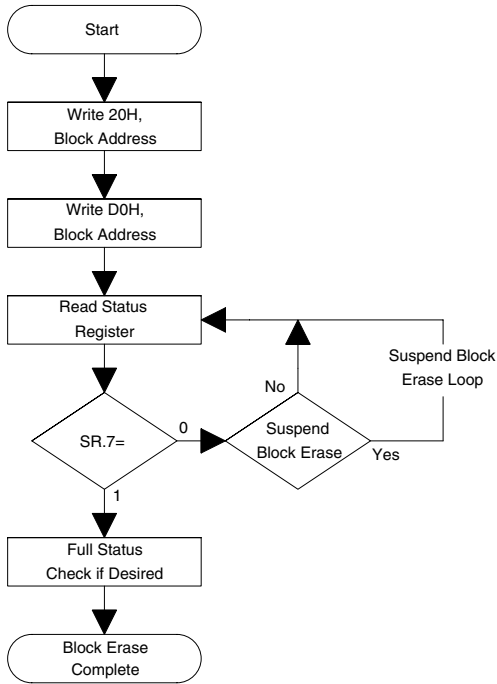 Start
Write 20H,
Block Address
Write D0H,
Block Address
Read Status
Register
Suspend Block
Erase Loop
No
SR.7=
0
Suspend
Block Erase
Yes
1
Full Status
Check if Desired
Block Erase
Complete